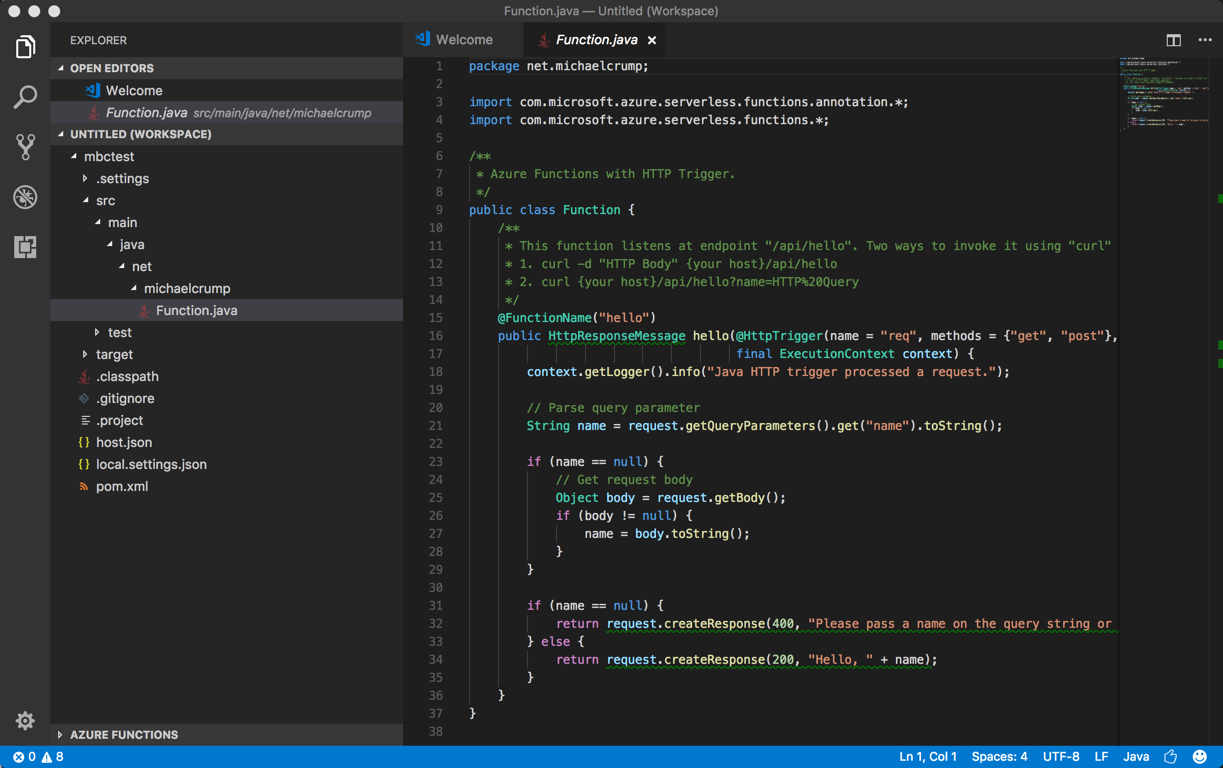 Function.java — Untitled (Workspace)
EXPLORER
OPEN EDITORS
Welcome
Function.java src/main/java/net/michaelcrump
UNTITLED (WORKSPACE)
mbctest
.settings
src
main
java
net
michaelcrump
Function.java
test
target
.classpath
.gitignore
.project
host.json
local.settings.json
pom.xml
AZURE FUNCTIONS
Welcome
Function.java
1 package net.michaelcrump;
2
3 import com.microsoft.azure.serverless.functions.annotation.*;
4 import com.microsoft.azure.serverless.functions.*;
5
6 /**
7 * Azure Functions with HTTP Trigger.
8 */
9 public class Function {
10 /**
11 * This function listens at endpoint "/api/hello". Two ways to invoke it using "curl"
12 * 1. curl -d "HTTP Body" {your host}/api/hello
13 * 2. curl {your host}/api/hello?name=HTTP%20Query
14 */
15 @FunctionName("hello")
16 public HttpResponseMessage hello(@HttpTrigger(name = "req", methods = {"get", "post"},
17 final ExecutionContext context) {
18 context.getLogger().info("Java HTTP trigger processed a request.");
19
20 // Parse query parameter
21 String name = request.getQueryParameters().get("name").toString();
22
23 if (name == null) {
24 // Get request body
25 Object body = request.getBody();
26 if (body != null) {
27 name = body.toString();
28 }
29 }
30
31 if (name == null) {
32 return request.createResponse(400, "Please pass a name on the query string or
33 } else {
34 return request.createResponse(200, "Hello, " + name);
35 }
36 }
37 }
38
0 8
Ln 1, Col 1 Spaces: 4 UTF-8 LF Java